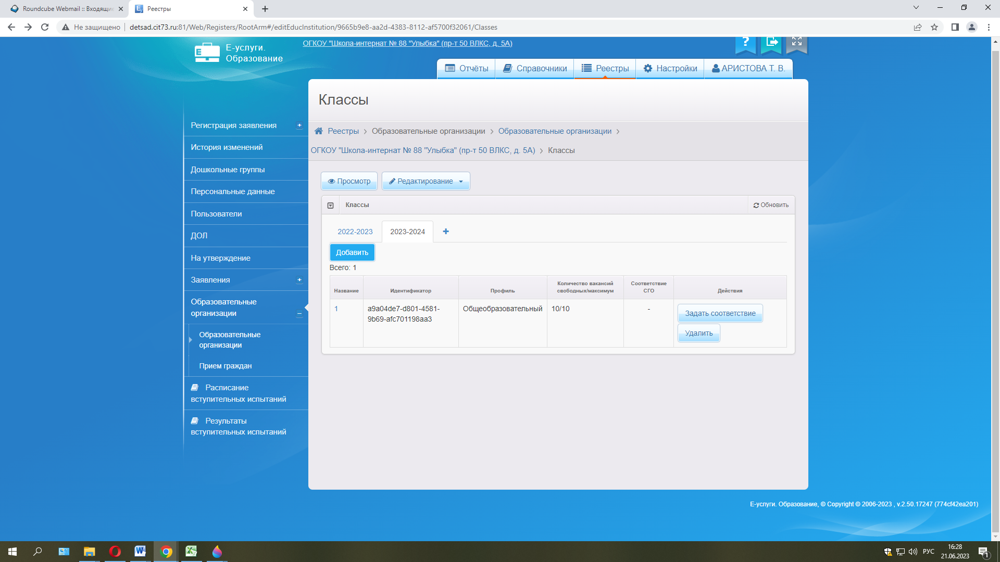 Roundcube Webmail :: Входящие
Реестры
Не защищено
detsad.cit73.ru:81/Web/Registers/RootArm#/editEducInstitution/9665b9e8-aa2d-4383-8112-af5700f32061/Classes
Е-услуги.
Образование
ОГКОУ "Школа-интернат № 88 "Улыбка" (пр-т 50 ВЛКС, д. 5А)
Отчёты
Справочники
Реестры
Настройки
АРИСТОВА Т. В.
Классы
Реестры > Образовательные организации > Образовательные организации >
ОГКОУ "Школа-интернат № 88 "Улыбка" (пр-т 50 ВЛКС, д. 5А) > Классы
Регистрация заявления
История изменений
Дошкольные группы
Персональные данные
Пользователи
ДОЛ
На утверждение
Заявления
Образовательные
организации
Образовательные
организации
Прием граждан
Расписание
вступительных испытаний
Результаты
вступительных испытаний
Просмотр
Редактирование
Классы
Обновить
2022-2023
2023-2024
Добавить
Всего: 1
Название
Идентификатор
Профиль
Количество вакансий
свободных/максимум
Соответствие
СГО
Действия
1
a9a04de7-d801-4581-
9b69-afc701198aa3
Общеобразовательный
10/10
-
Задать соответствие
Удалить
Е-услуги. Образование, © Copyright © 2006-2023 , v.2.50.17247 (774cf42ea201)
РУС
16:28
21.06.2023
1